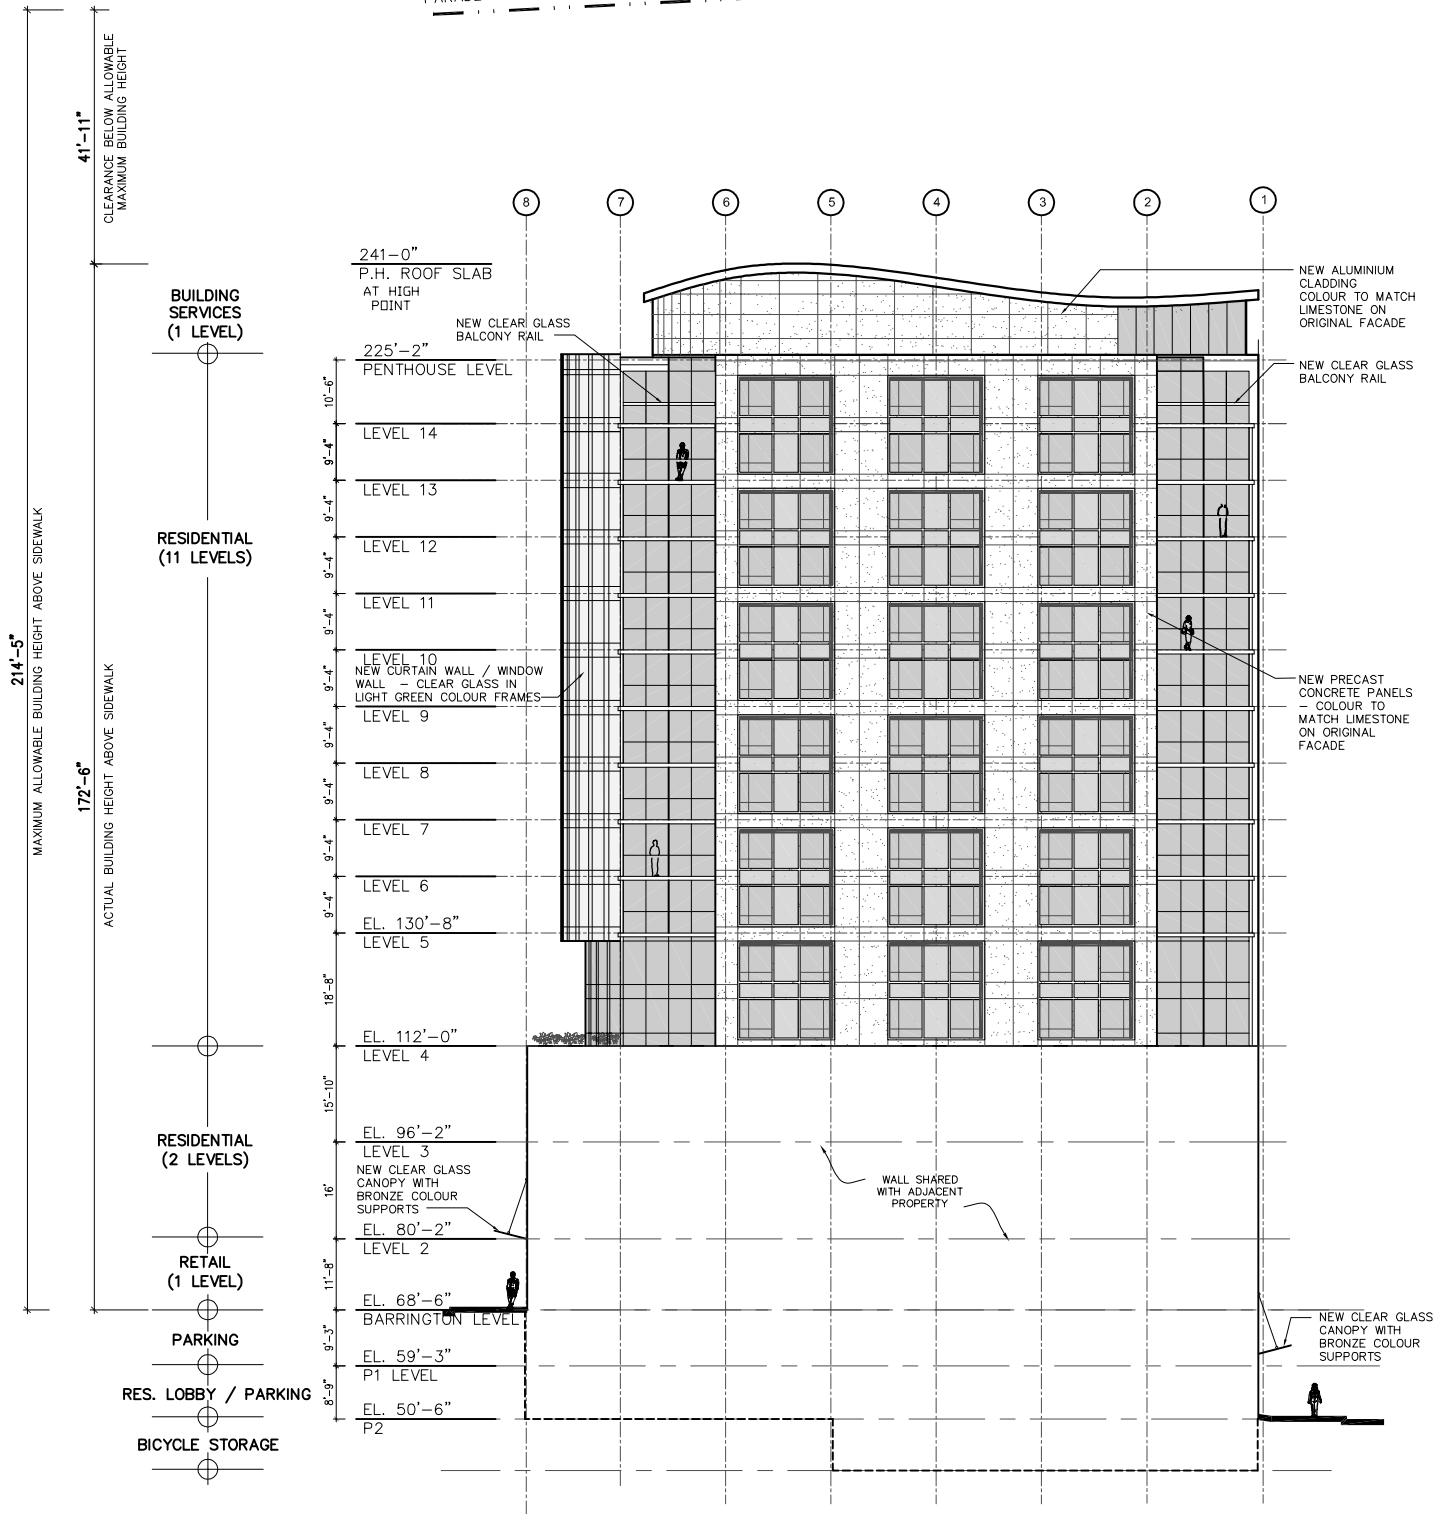 41'-11"
CLEARANCE BELOW ALLOWABLE
MAXIMUM BUILDING HEIGHT
214'-5"
MAXIMUM ALLOWABLE BUILDING HEIGHT ABOVE SIDEWALK
172'-6"
ACTUAL BUILDING HEIGHT ABOVE SIDEWALK
BUILDING
SERVICES
(1 LEVEL)
RESIDENTIAL
(11 LEVELS)
RESIDENTIAL
(2 LEVELS)
RETAIL
(1 LEVEL)
PARKING
RES. LOBBY / PARKING
BICYCLE STORAGE
8
7
6
5
4
3
2
1
241-0"
P.H. ROOF SLAB
AT HIGH
POINT
225'-2"
PENTHOUSE LEVEL
10'-6"
LEVEL 14
9'-4"
LEVEL 13
9'-4"
LEVEL 12
9'-4"
LEVEL 11
9'-4"
LEVEL 10
9'-4"
LEVEL 9
9'-4"
LEVEL 8
9'-4"
LEVEL 7
9'-4"
LEVEL 6
9'-4"
EL. 130'-8"
LEVEL 5
18'-8"
EL. 112'-0"
LEVEL 4
15'-10"
EL. 96'-2"
LEVEL 3
16'
EL. 80'-2"
LEVEL 2
11'-8"
EL. 68'-6"
BARRINGTON LEVEL
9'-3"
EL. 59'-3"
P1 LEVEL
8'-9"
EL. 50'-6"
P2
NEW CLEAR GLASS
BALCONY RAIL
NEW CURTAIN WALL / WINDOW
WALL - CLEAR GLASS IN
LIGHT GREEN COLOUR FRAMES
NEW CLEAR GLASS
CANOPY WITH
BRONZE COLOUR
SUPPORTS
WALL SHARED
WITH ADJACENT
PROPERTY
NEW ALUMINIUM
CLADDING
COLOUR TO MATCH
LIMESTONE ON
ORIGINAL FACADE
NEW CLEAR GLASS
BALCONY RAIL
NEW PRECAST
CONCRETE PANELS
- COLOUR TO
MATCH LIMESTONE
ON ORIGINAL
FACADE
NEW CLEAR GLASS
CANOPY WITH
BRONZE COLOUR
SUPPORTS